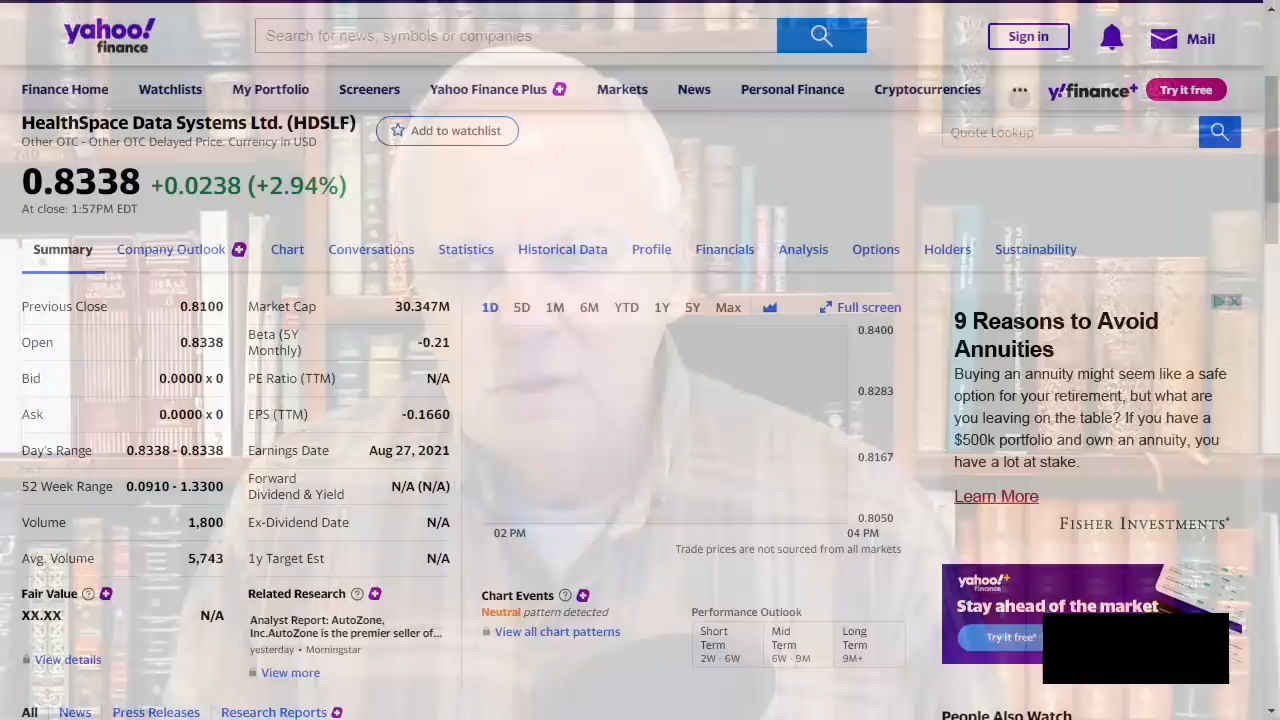 yahoo!
finance
Search for news, symbols or companies
Sign in
Mail
Finance Home
Watchlists
My Portfolio
Screeners
Yahoo Finance Plus
Markets
News
Personal Finance
Cryptocurrencies
...
y!finance+
Try it free
HealthSpace Data Systems Ltd. (HDSLF)
Other OTC - Other OTC Delayed Price. Currency in USD
Add to watchlist
Quote Lookup
0.8338 +0.0238 (+2.94%)
At close: 1:57PM EDT
Summary
Company Outlook
Chart
Conversations
Statistics
Historical Data
Profile
Financials
Analysis
Options
Holders
Sustainability
Previous Close 0.8100
Open 0.8338
Bid 0.0000 x 0
Ask 0.0000 x 0
Day's Range 0.8338 - 0.8338
52 Week Range 0.0910 - 1.3300
Volume 1,800
Avg. Volume 5,743
Market Cap 30.347M
Beta (5Y
Monthly) -0.21
PE Ratio (TTM) N/A
EPS (TTM) -0.1660
Earnings Date Aug 27, 2021
Forward
Dividend & Yield N/A (N/A)
Ex-Dividend Date N/A
1y Target Est N/A
1D 5D 1M 6M YTD 1Y 5Y Max
Full screen
0.8400
0.8283
0.8167
0.8050
02 PM
04 PM
Trade prices are not sourced from all markets
Fair Value
XX.XX N/A
View details
Related Research
Analyst Report: AutoZone,
Inc.AutoZone is the premier seller of...
yesterday • Morningstar
View more
Chart Events
Neutral pattern detected
View all chart patterns
Performance Outlook
Short
Term
2W - 6W
Mid
Term
6W - 9M
Long
Term
9M+
9 Reasons to Avoid
Annuities
Buying an annuity might seem like a safe
option for your retirement, but what are
you leaving on the table? If you have a
$500k portfolio and own an annuity, you
have a lot at stake.
Learn More
FISHER INVESTMENTS®
yahoo!+
finance
Stay ahead of the market
Try it free*
All
News
Press Releases
Research Reports
People Also Watch